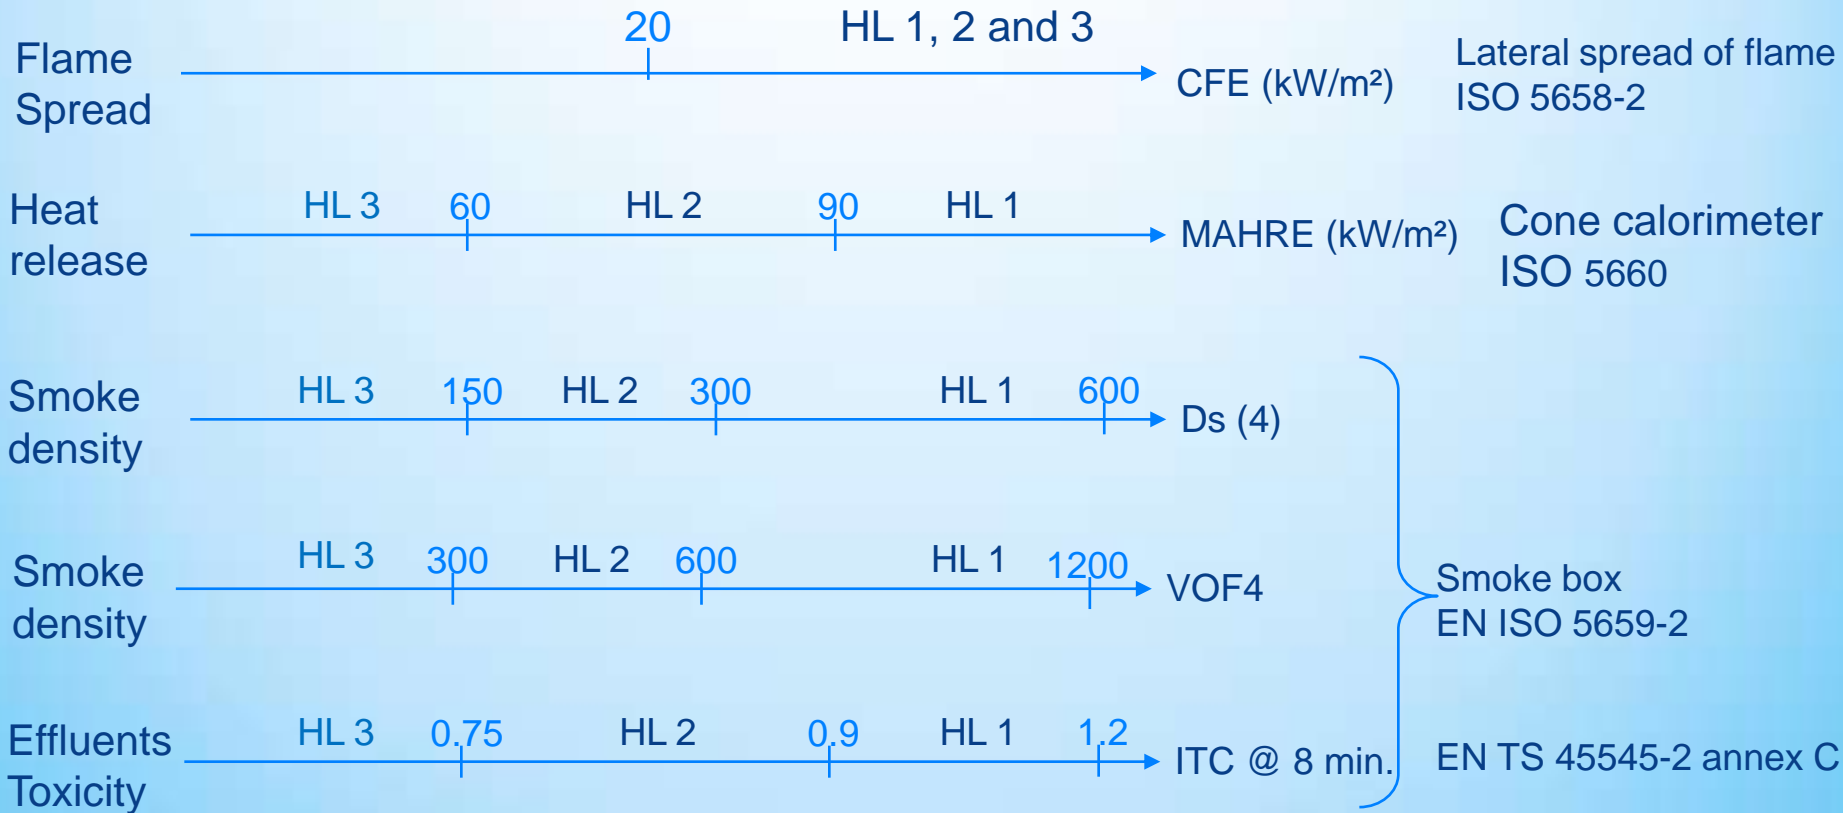 20 HL 1, 2 and 3
Flame
Spread
CFE (kW/m²)
Lateral spread of flame
ISO 5658-2
Heat
release
HL 3 60 HL 2 90 HL 1
MAHRE (kW/m²)
Cone calorimeter
ISO 5660
Smoke
density
HL 3 150 HL 2 300 HL 1 600
Ds (4)
Smoke
density
HL 3 300 HL 2 600 HL 1 1200
VOF4
Smoke box
EN ISO 5659-2
Effluents
Toxicity
HL 3 0.75 HL 2 0.9 HL 1 1.2
ITC @ 8 min.
EN TS 45545-2 annex C